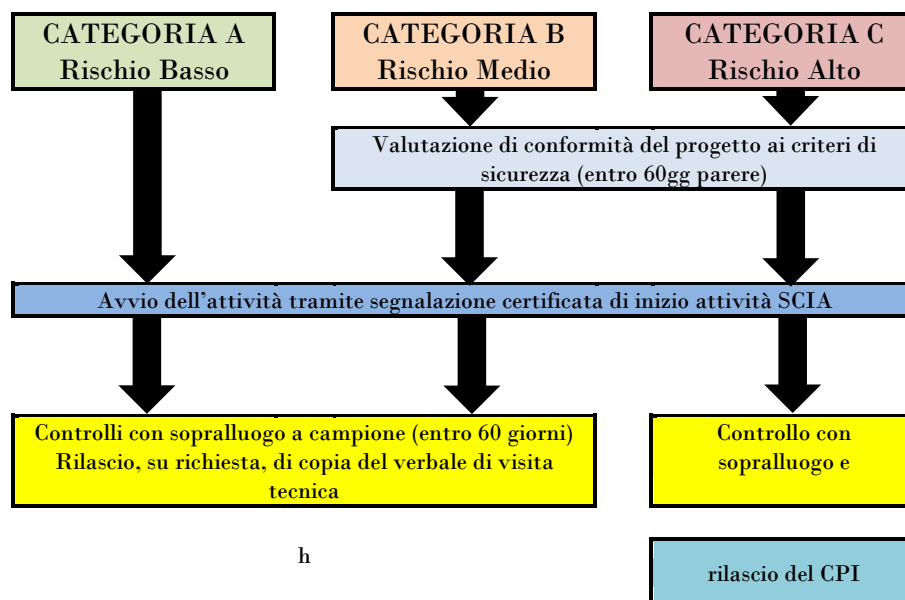 CATEGORIA A
Rischio Basso
CATEGORIA B
Rischio Medio
CATEGORIA C
Rischio Alto
Valutazione di conformità del progetto ai criteri di
sicurezza (entro 60gg parere)
Avvio dell'attività tramite segnalazione certificata di inizio attività SCIA
Controlli con sopralluogo a campione (entro 60 giorni)
Rilascio, su richiesta, di copia del verbale di visita
tecnica
Controllo con
sopralluogo e
h
rilascio del CPI